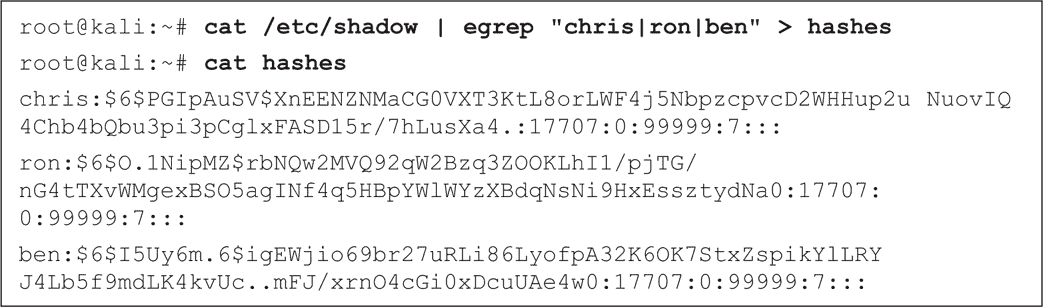 root@kali:~# cat /etc/shadow | egrep "chris|ron|ben" > hashes
root@kali:~# cat hashes
chris:$6$PGIpAuSV$XnEENZNMaCG0VXT3KtL8orLWF4j5NbpzcpvcD2WHHup2u NuovIQ
4Chb4bQbu3pi3pCglxFASD15r/7hLusXa4.:17707:0:99999:7:::
ron:$6$O.1NipMZ$rbNQw2MVQ92qW2Bzq3ZOOKLhI1/pjTG/
nG4tTXvWMgexBSO5agINf4q5HBpYWlWYzXBdqNsNi9HxEssztydNa0:17707:
0:99999:7:::
ben:$6$I5Uy6m.6$igEWjio69br27uRLi86LyofpA32K6OK7StxZspikYlLRY
J4Lb5f9mdLK4kvUc..mFJ/xrnO4cGi0xDcuUAe4w0:17707:0:99999:7:::